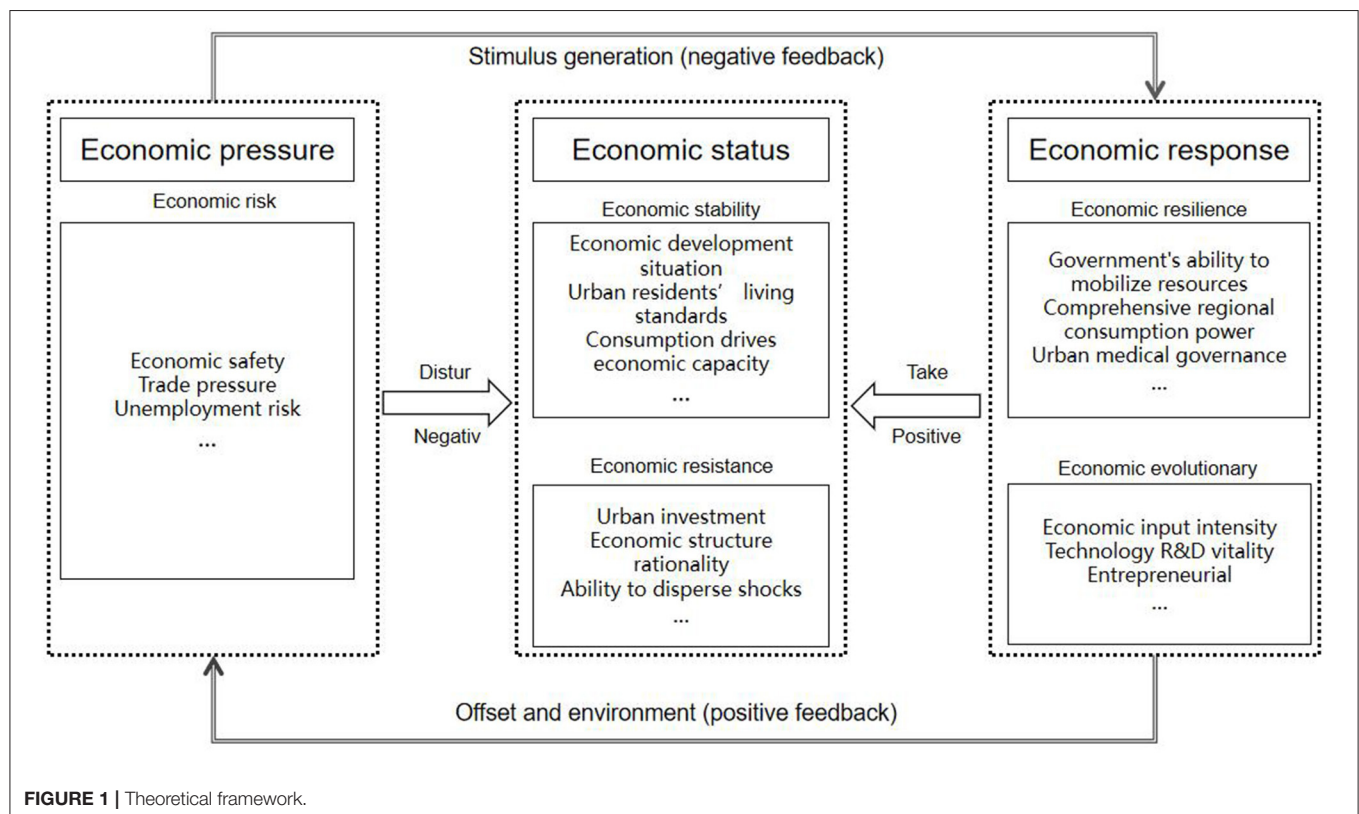 Stimulus generation (negative feedback)
Economic pressure
Economic risk
Economic safety
Trade pressure
Unemployment risk
...
Distur
Negativ
Economic status
Economic stability
Economic development
situation
Urban residents' living
standards
Consumption drives
economic capacity
...
Economic resistance
Urban investment
Economic structure
rationality
Ability to disperse shocks
...
Take
Positive
Economic response
Economic resilience
Government's ability to
mobilize resources
Comprehensive regional
consumption power
Urban medical governance
...
Economic evolutionary
Economic input intensity
Technology R&D vitality
Entrepreneurial
...
Offset and environment (positive feedback)
FIGURE 1 | Theoretical framework.